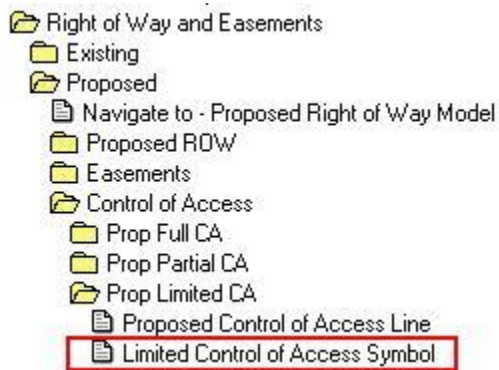 Right of Way and Easements
Existing
Proposed
Navigate to - Proposed Right of Way Model
Proposed ROW
Easements
Control of Access
Prop Full CA
Prop Partial CA
Prop Limited CA
Proposed Control of Access Line
Limited Control of Access Symbol